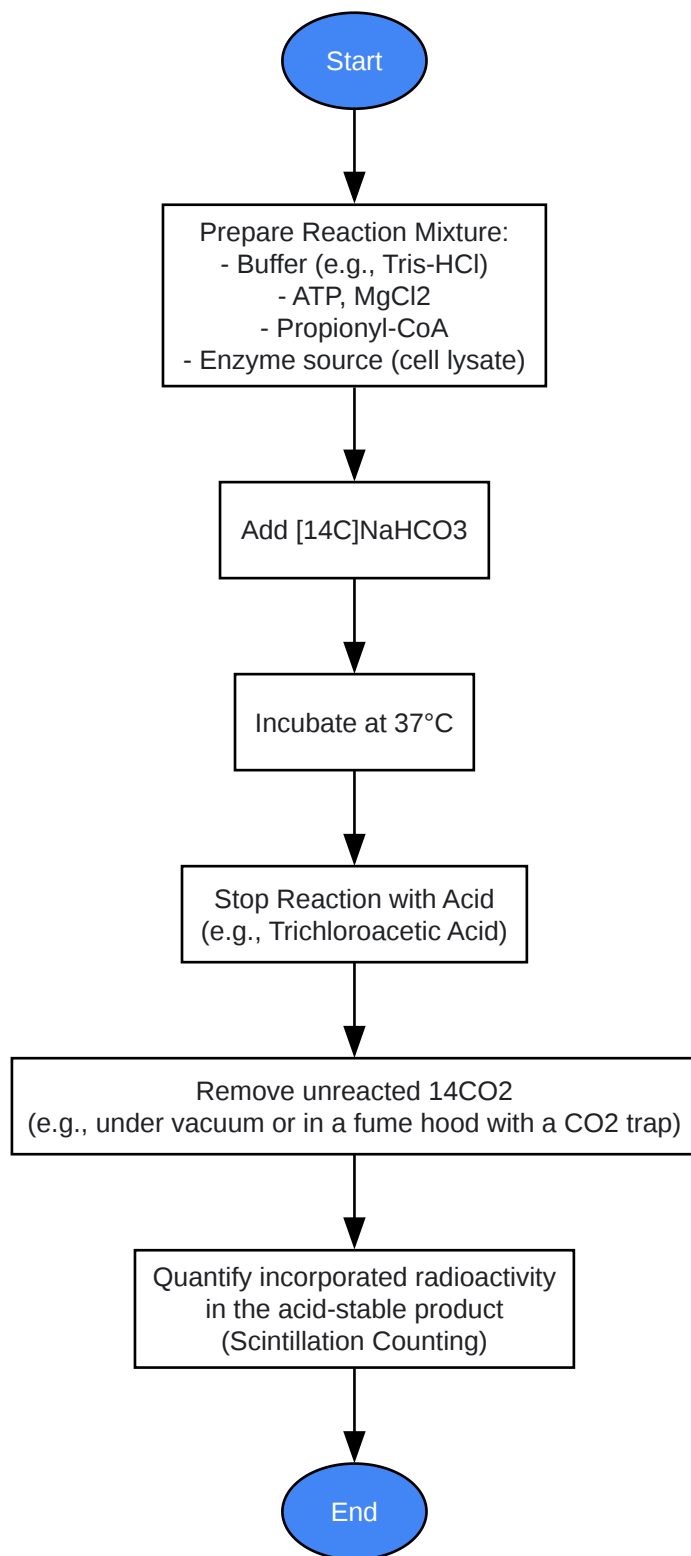 Start
Prepare Reaction Mixture:
- Buffer (e.g., Tris-HCl)
- ATP, MgCl2
- Propionyl-CoA
- Enzyme source (cell lysate)
Add [14C]NaHCO3
Incubate at 37°C
Stop Reaction with Acid
(e.g., Trichloroacetic Acid)
Remove unreacted 14CO2
(e.g., under vacuum or in a fume hood with a CO2 trap)
Quantify incorporated radioactivity
in the acid-stable product
(Scintillation Counting)
End